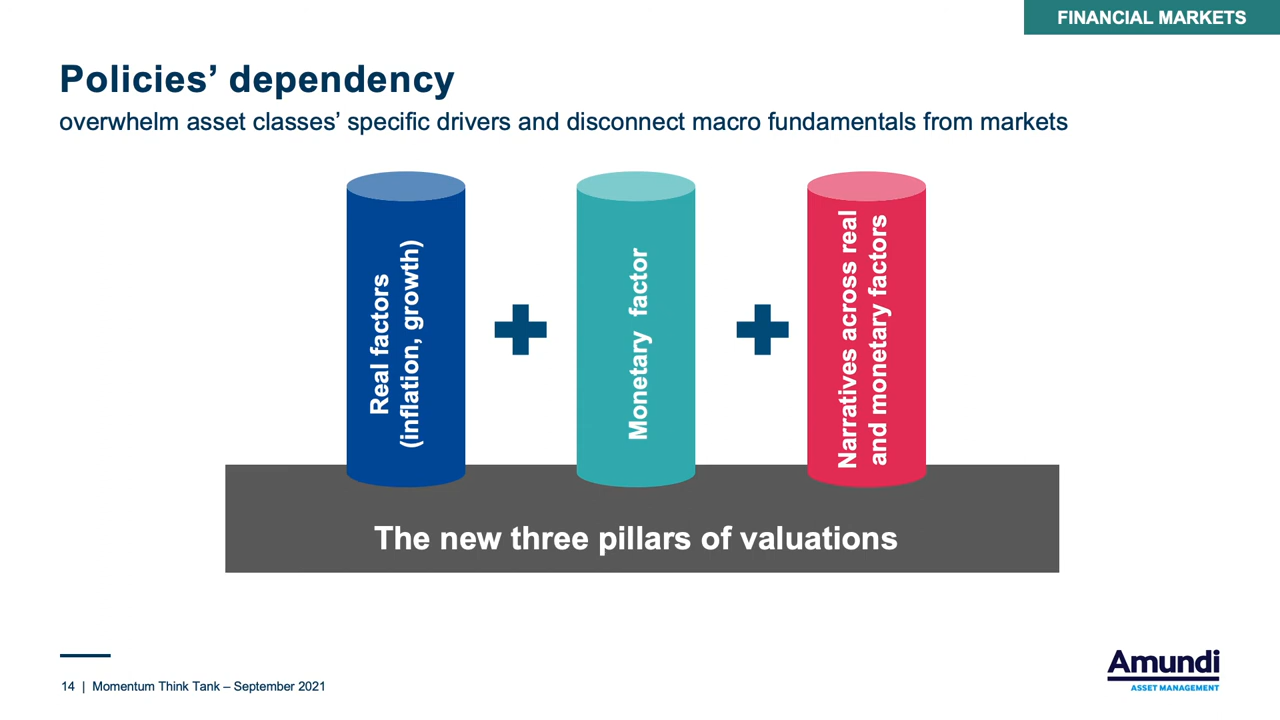 FINANCIAL MARKETS
Policies’ dependency
overwhelm asset classes’ specific drivers and disconnect macro fundamentals from markets
Real factors
(inflation, growth)
Monetary factor
Narratives across real
and monetary factors
The new three pillars of valuations
14 | Momentum Think Tank – September 2021
Amundi
ASSET MANAGEMENT